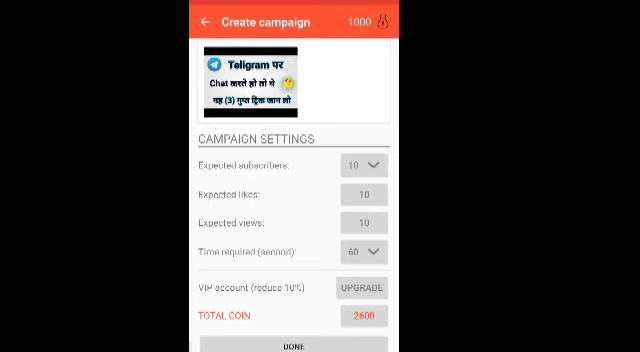 Create campaign 1000
Teligram पर
Chat करते हो तो ये
यह (3) गुप्त ट्रिक जान लो
CAMPAIGN SETTINGS
Expected subscribers: 10
Expected likes: 10
Expected views: 10
Time required (second): 60
VIP account (reduce 10%) UPGRADE
TOTAL COIN: 2600
DONE